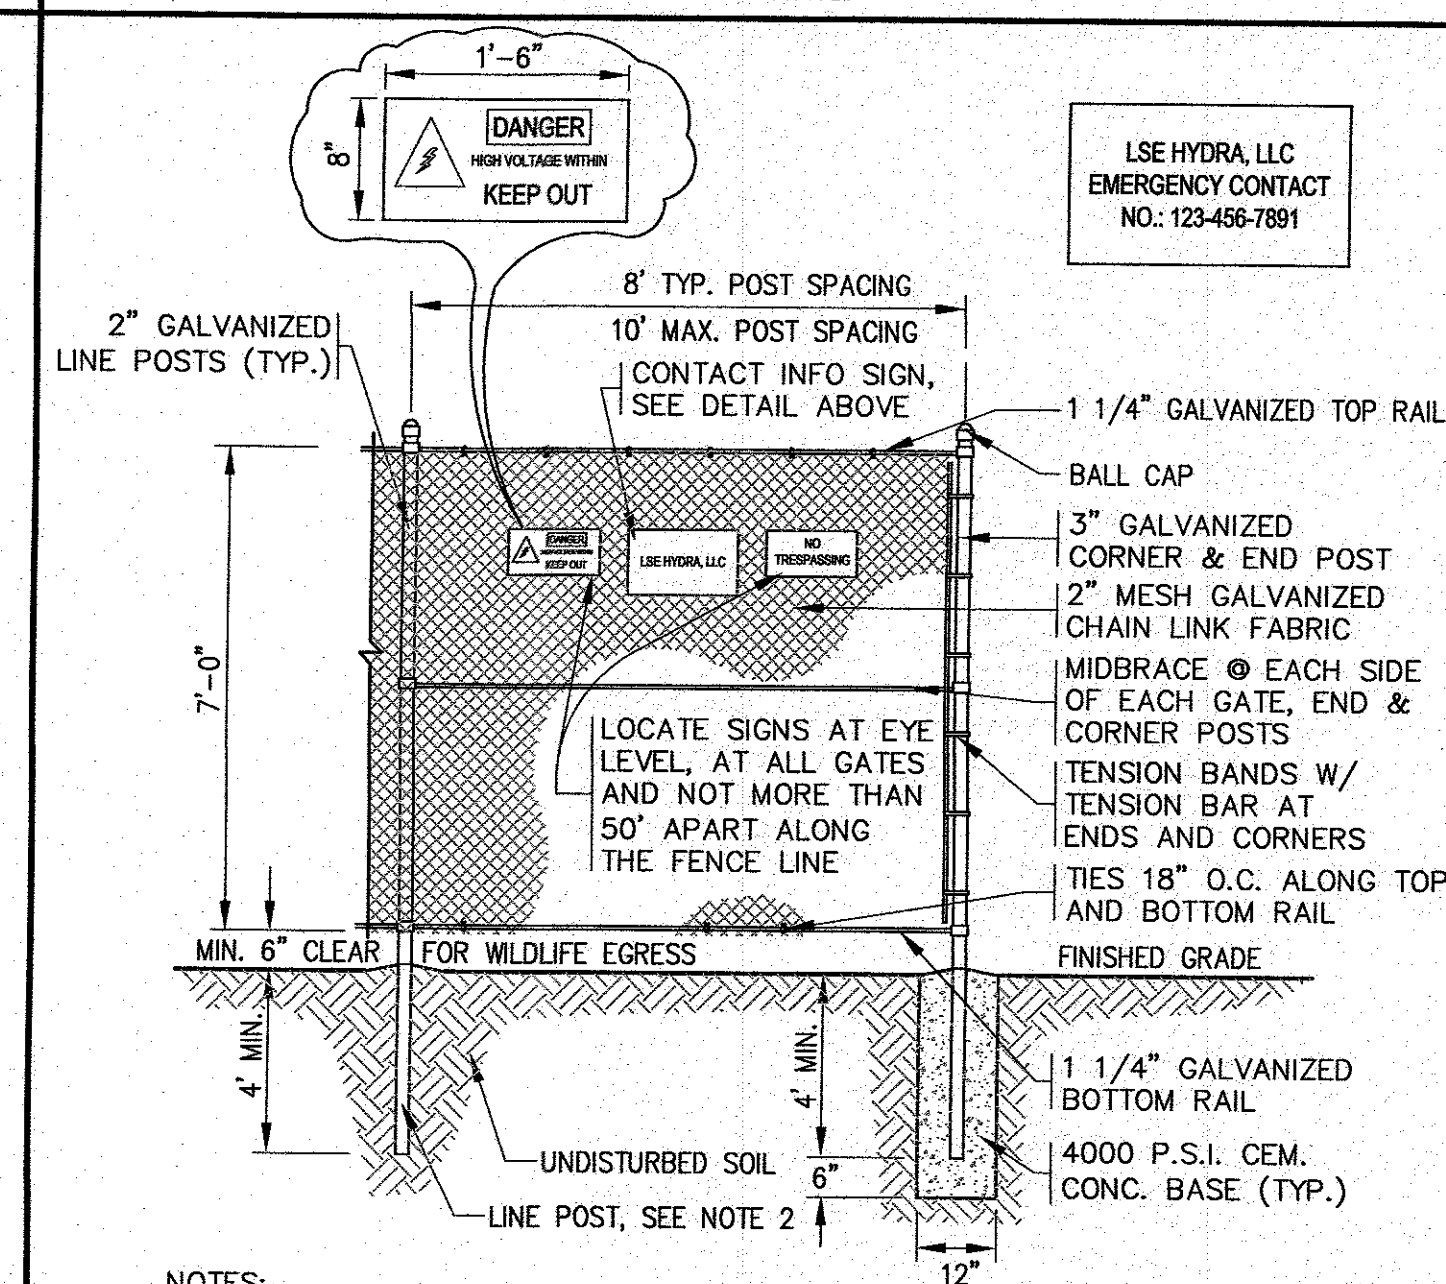 1'-6"
8"
DANGER
HIGH VOLTAGE WITHIN
KEEP OUT
LSE HYDRA, LLC
EMERGENCY CONTACT
NO.: 123-456-7891
8' TYP. POST SPACING
10' MAX. POST SPACING
2" GALVANIZED
LINE POSTS (TYP.)
CONTACT INFO SIGN,
SEE DETAIL ABOVE
1 1/4" GALVANIZED TOP RAIL
BALL CAP
3" GALVANIZED
CORNER & END POST
2" MESH GALVANIZED
CHAIN LINK FABRIC
DANGER
HIGH VOLTAGE WITHIN
KEEP OUT
LSE HYDRA, LLC
NO
TRESPASSING
7'-0"
MIDBRACE @ EACH SIDE
OF EACH GATE, END &
CORNER POSTS
LOCATE SIGNS AT EYE
LEVEL, AT ALL GATES
AND NOT MORE THAN
50' APART ALONG
THE FENCE LINE
TENSION BANDS W/
TENSION BAR AT
ENDS AND CORNERS
TIES 18" O.C. ALONG TOP
AND BOTTOM RAIL
MIN. 6" CLEAR FOR WILDLIFE EGRESS
FINISHED GRADE
4' MIN.
4' MIN.
1 1/4" GALVANIZED
BOTTOM RAIL
UNDISTURBED SOIL
6"
4000 P.S.I. CEM.
CONC. BASE (TYP.)
LINE POST, SEE NOTE 2
12"
NOTES: